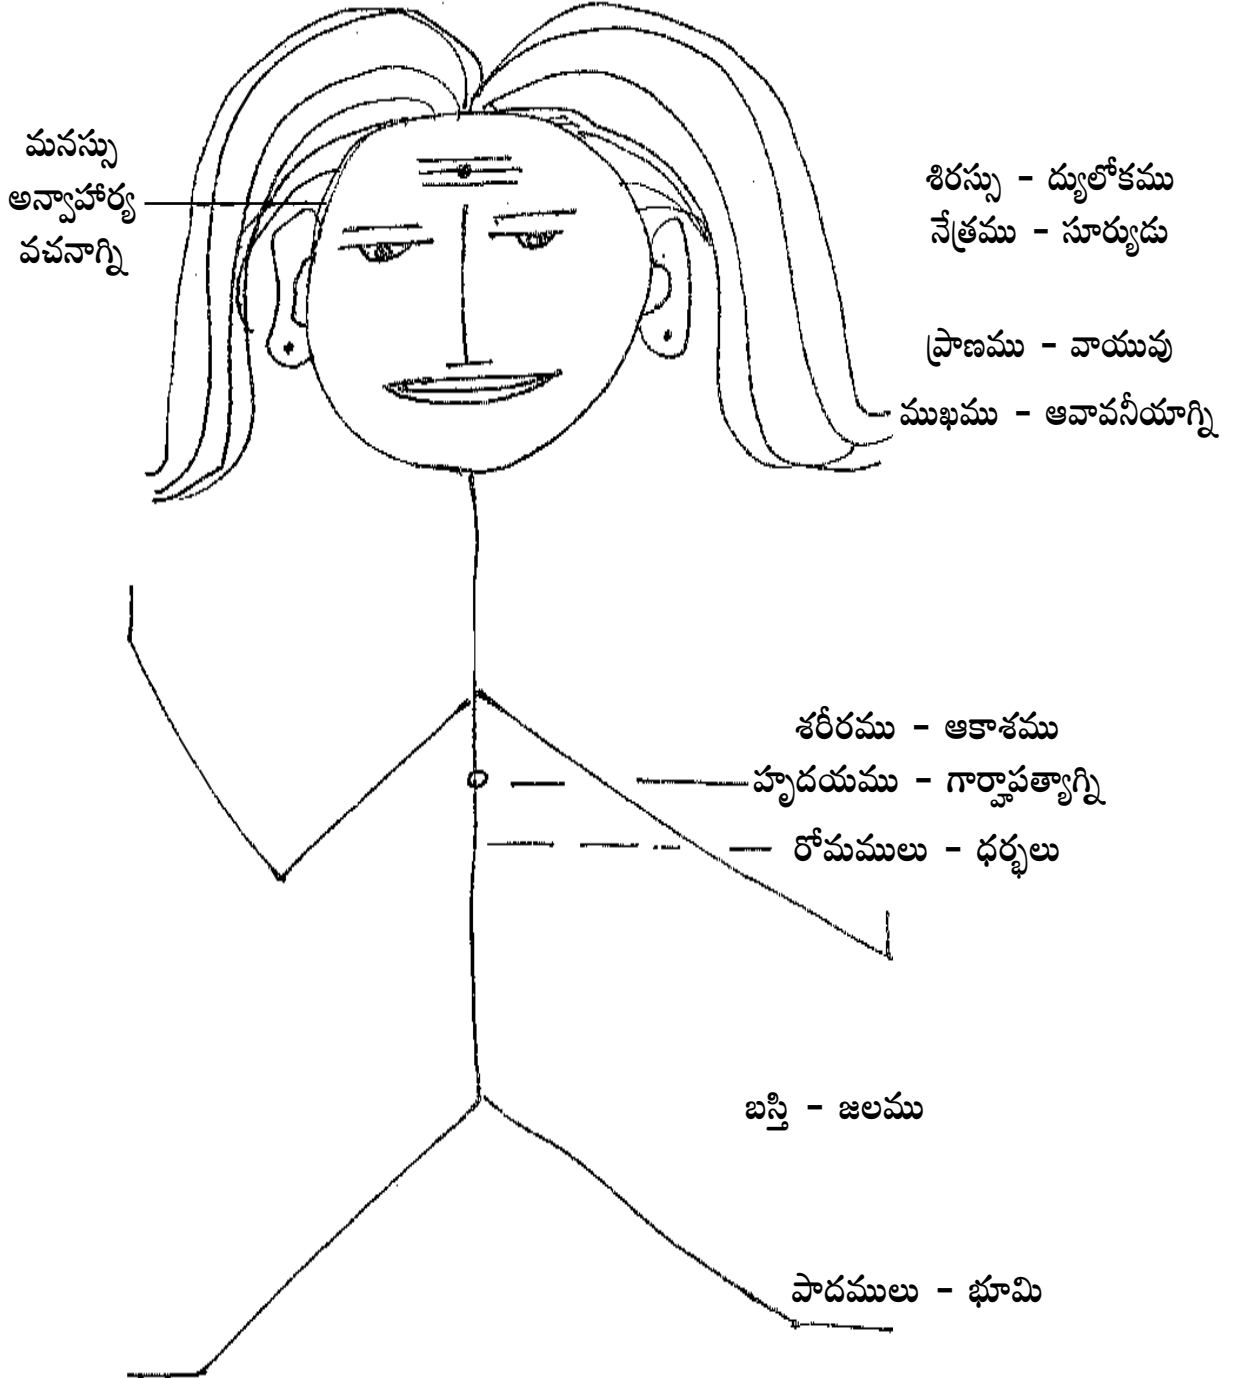 మనస్సు
అన్వాహార్య
వచనాగ్ని
శిరస్సు - ద్యులోకము
నేత్రము - సూర్యుడు
ప్రాణము - వాయువు
ముఖము - ఆవావనీయాగ్ని
శరీరము - ఆకాశము
హృదయము - గార్హాపత్యాగ్ని
రోమములు - ధర్భలు
బస్తి - జలము
పాదములు - భూమి